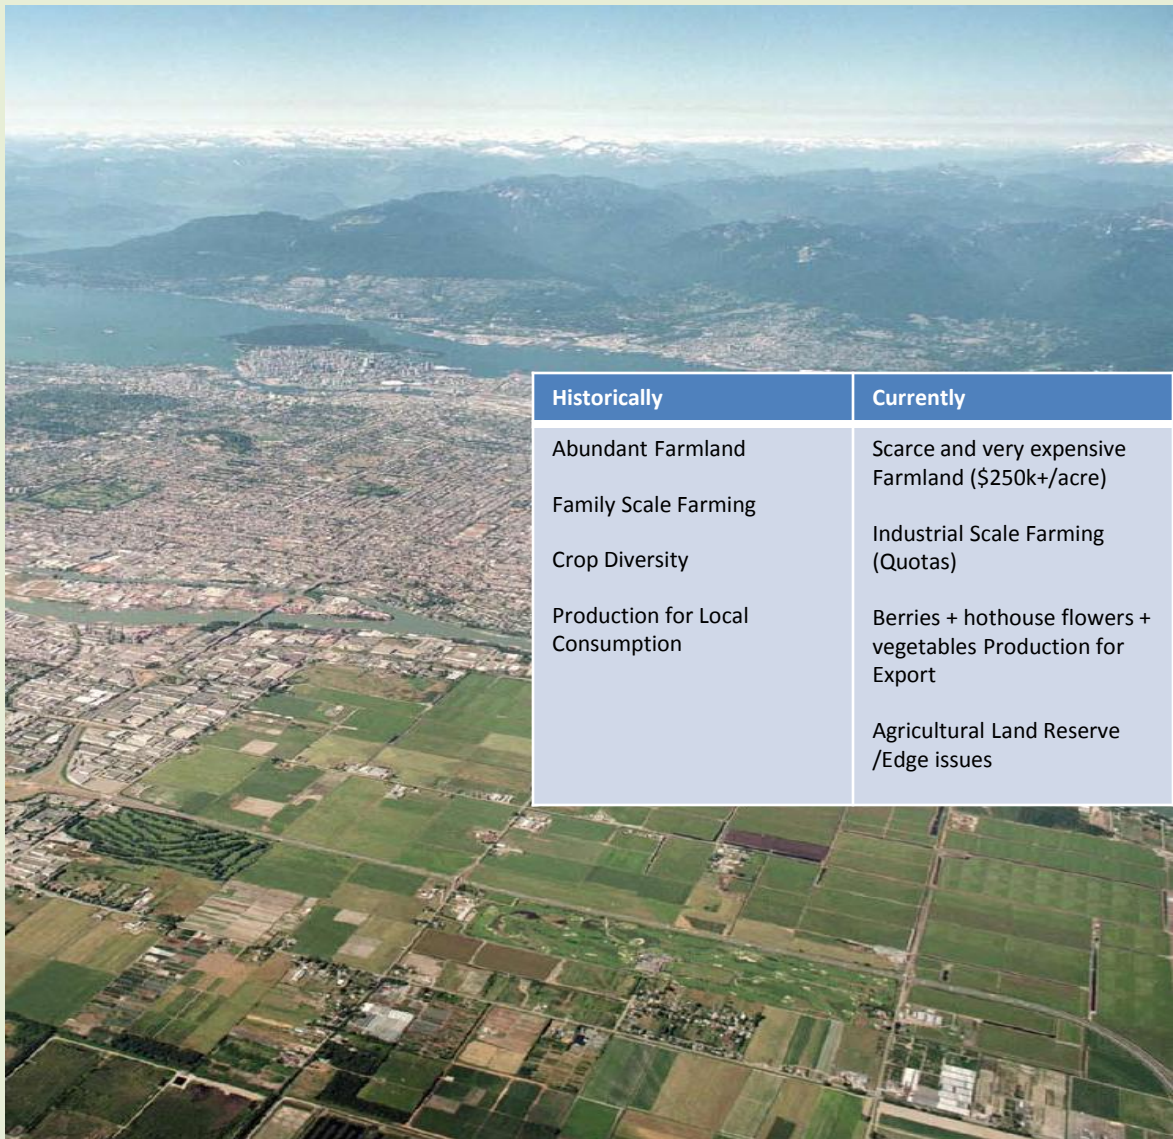 Historically
Abundant Farmland
Family Scale Farming
Crop Diversity
Production for Local
Consumption
Currently
Scarce and very expensive
Farmland ($250k+/acre)
Industrial Scale Farming
(Quotas)
Berries + hothouse flowers +
vegetables Production for
Export
Agricultural Land Reserve
/Edge issues